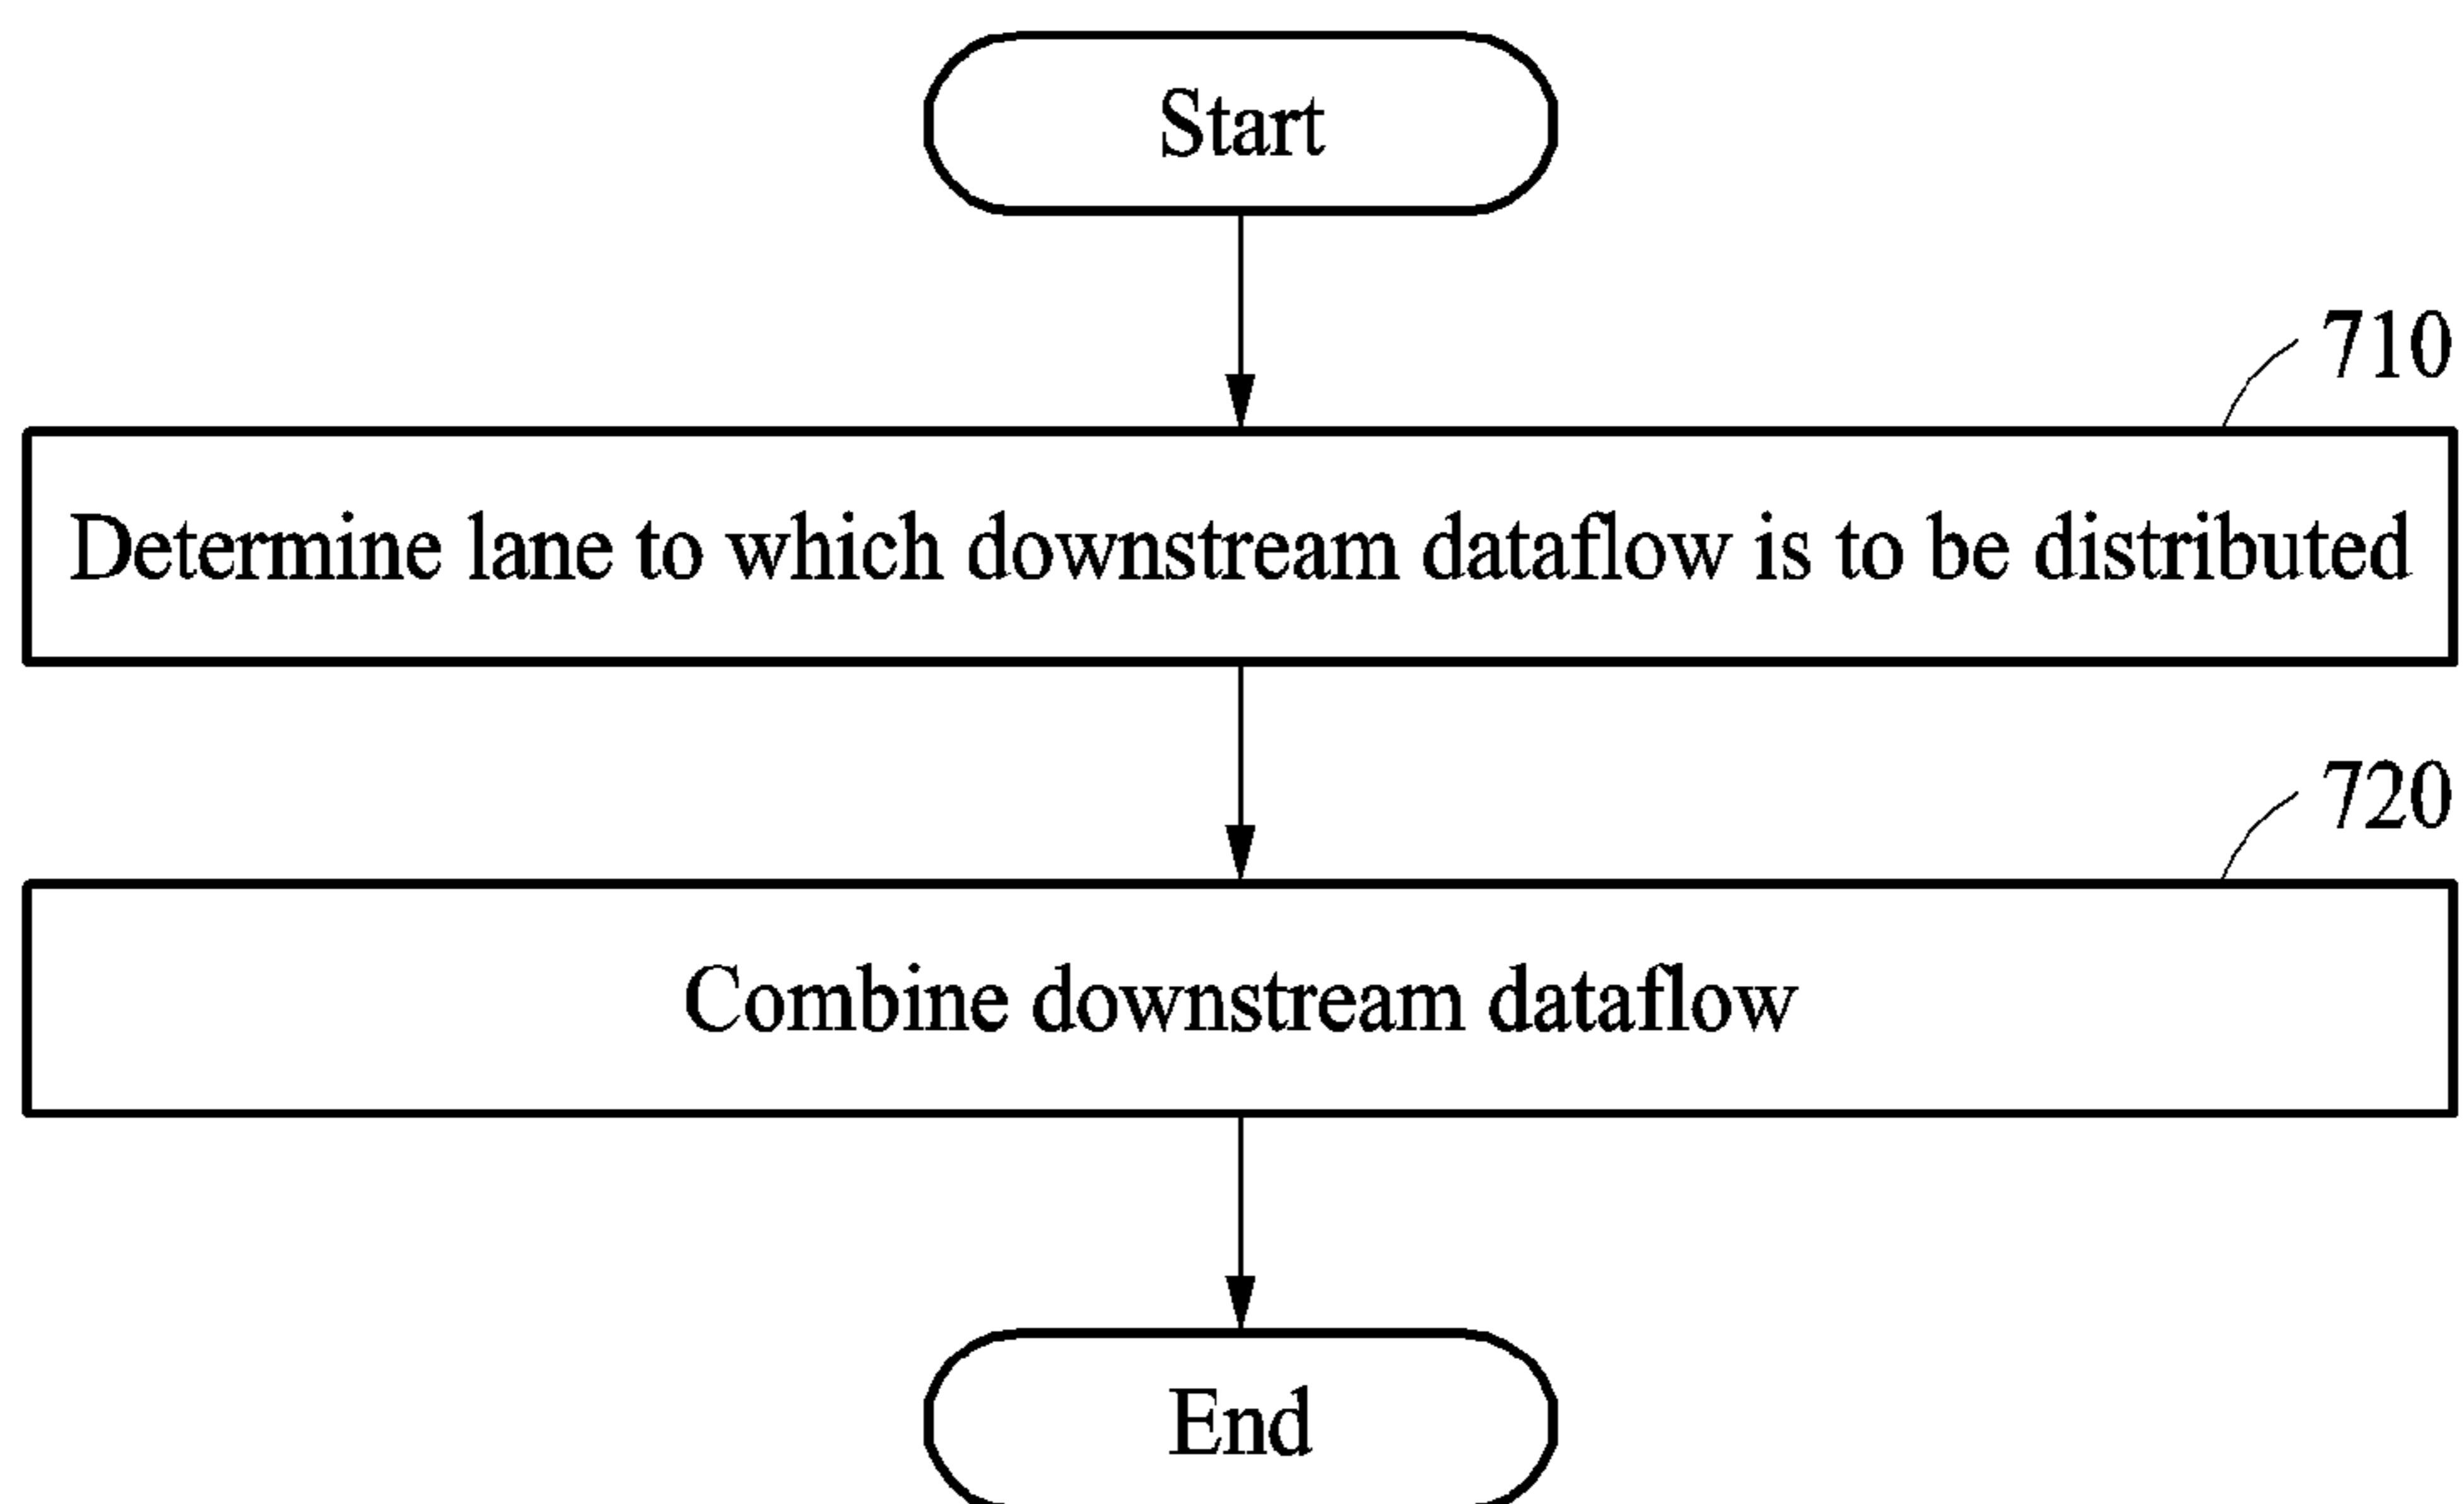 Start
710
Determine lane to which downstream dataflow is to be distributed
720
Combine downstream dataflow
End